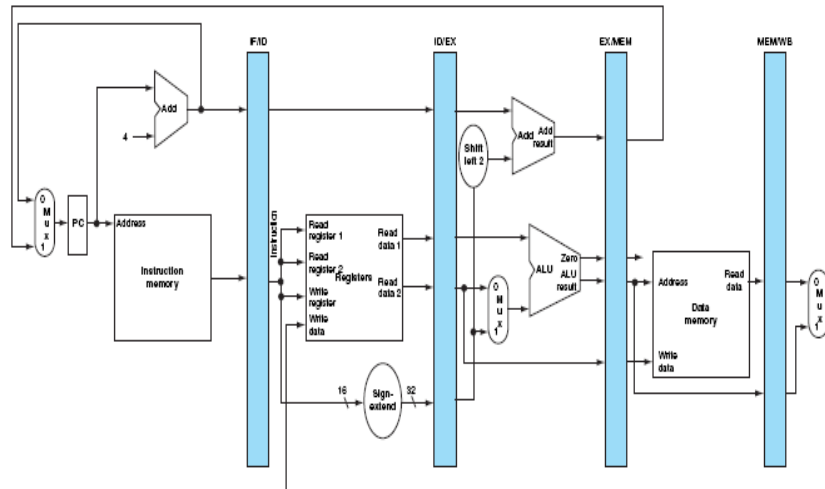 IF/ID
ID/EX
EX/MEM
MEM/WB
Add
4
Shift
left 2
Add
Add
result
0
M
u
x
1
PC
Address
Instruction
memory
Instruction
Read
register 1
Read
register 2
Registers
Write
register
Write
data
Read
data 1
Read
data 2
16
Sign-
extend
32
0
M
u
x
1
ALU
Zero
ALU
result
Address
Read
data
Data
memory
Write
data
0
M
u
x
1